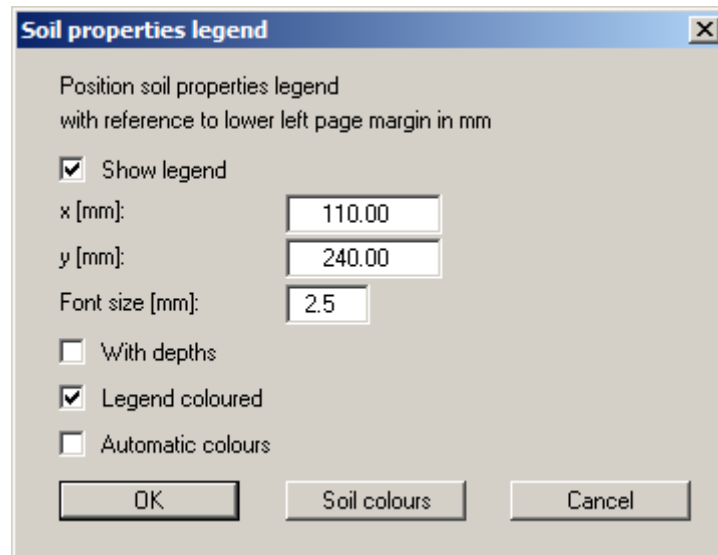 Soil properties legend
Position soil properties legend
with reference to lower left page margin in mm
Show legend
x [mm]: 110.00
y [mm]: 240.00
Font size [mm]: 2.5
With depths
Legend coloured
Automatic colours
OK Soil colours Cancel